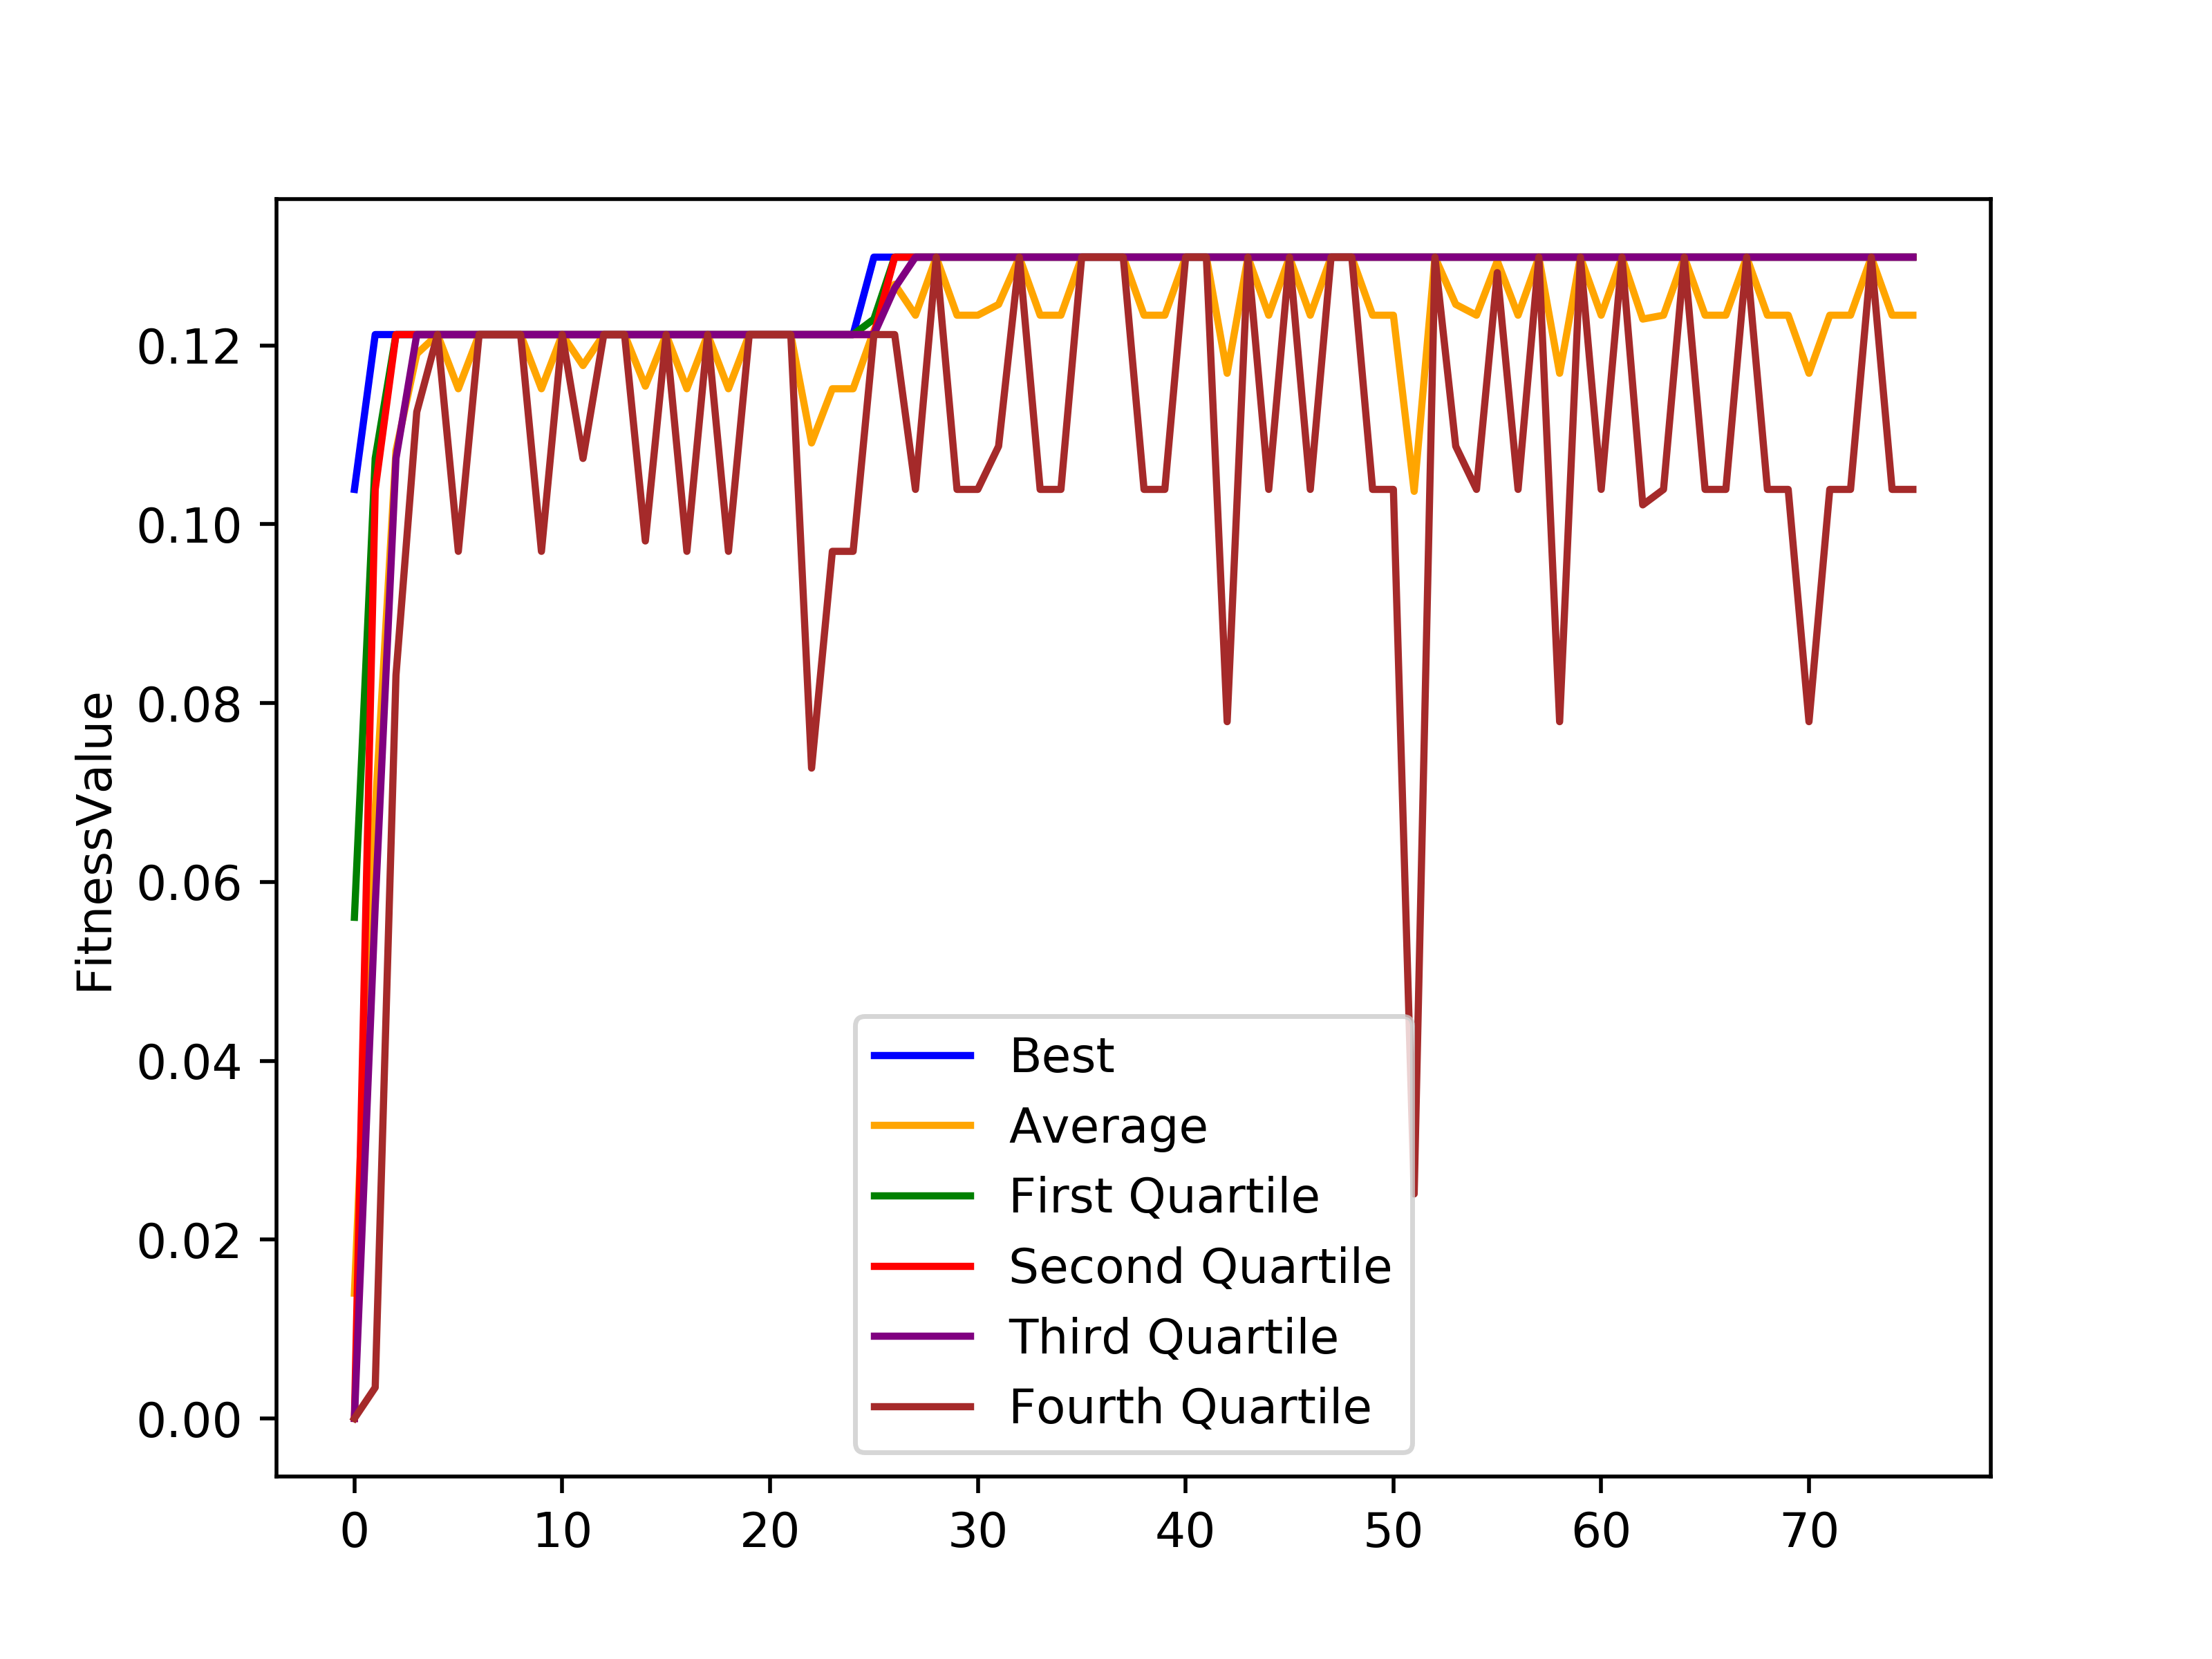 FitnessValue
0.12
0.10
0.08
0.06
0.04
0.02
0.00
Best
Average
First Quartile
Second Quartile
Third Quartile
Fourth Quartile
0 10 20 30 40 50 60 70